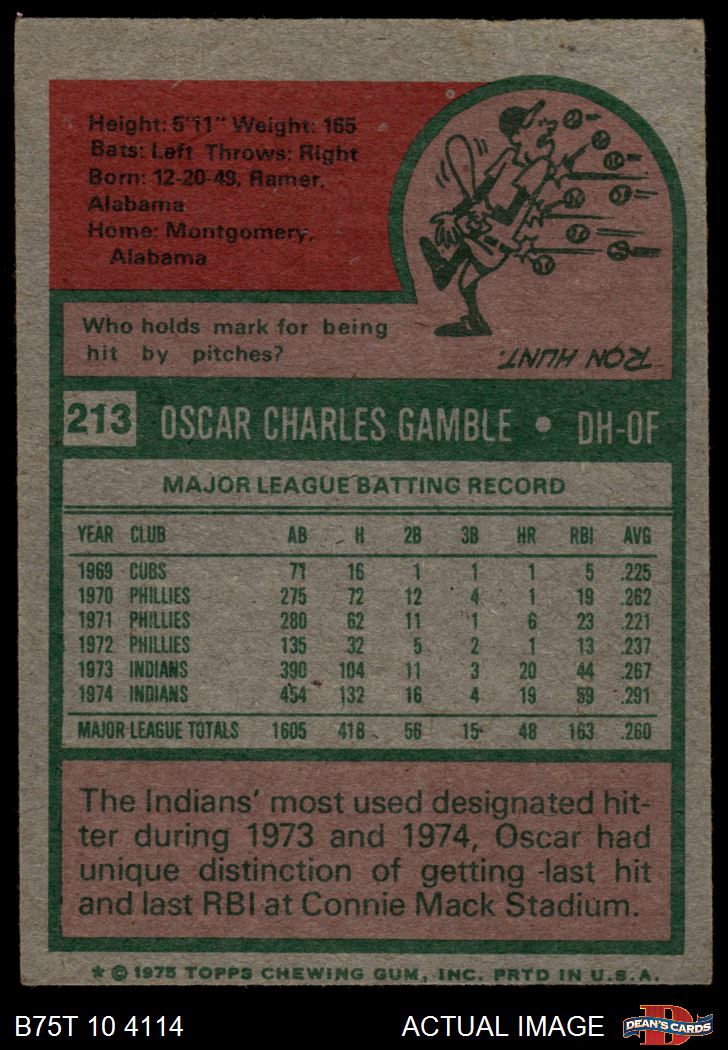 Height: 5'11" Weight: 165
Bats: Left Throws: Right
Born: 12-20-49, Ramer,
Alabama
Home: Montgomery,
Alabama
Who holds mark for being
hit by pitches?
RON HUNT.
213 OSCAR CHARLES GAMBLE • DH-OF
MAJOR LEAGUE BATTING RECORD
YEAR CLUB AB H 2B 3B HR RBI AVG
1969 CUBS 71 16 1 1 1 5 .225
1970 PHILLIES 275 72 12 4 1 19 .262
1971 PHILLIES 280 62 11 1 6 23 .221
1972 PHILLIES 135 32 5 2 1 13 .237
1973 INDIANS 390 104 11 3 20 44 .267
1974 INDIANS 454 132 16 4 19 59 .291
MAJOR LEAGUE TOTALS 1605 418 56 15 48 163 .260
The Indians' most used designated hit-
ter during 1973 and 1974, Oscar had
unique distinction of getting last hit
and last RBI at Connie Mack Stadium.
* © 1975 TOPPS CHEWING GUM, INC. PRTD IN U.S.A.
B75T 10 4114 ACTUAL IMAGE D DEAN'S CARDS